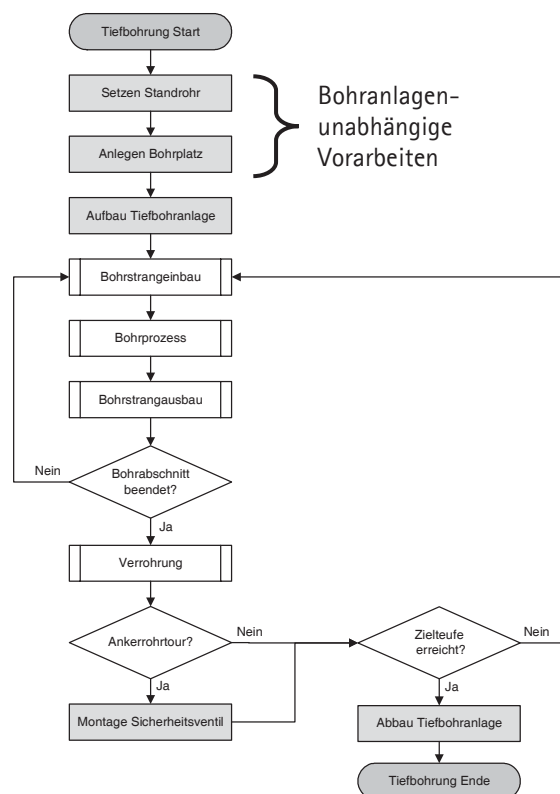 Tiefbohrung Start
Setzen Standrohr
Anlegen Bohrplatz
Bohranlagen-
unabhängige
Vorarbeiten
Aufbau Tiefbohranlage
Bohrstrangeinbau
Bohrprozess
Bohrstrangausbau
Nein
Bohrabschnitt
beendet?
Ja
Verrohrung
Ankerrohrtour?
Nein
Zielteufe
erreicht?
Nein
Ja
Ja
Montage Sicherheitsventil
Abbau Tiefbohranlage
Tiefbohrung Ende